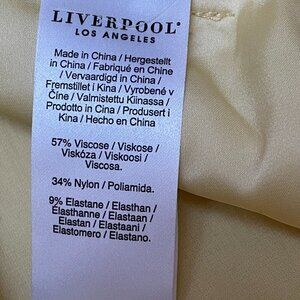 LIVERPOOL
LOS ANGELES
Made in China / Hergestellt
in China / Fabriqué en Chine
/ Vervaardigd in China /
Fremstillet i Kina / Vyrobené v
Číne / Valmistettu Kiinassa /
Prodotto in Cina / Produsert i
Kina / Hecho en China
57% Viscose / Viskose /
Viskóza / Viskoosi /
Viscosa.
34% Nylon / Poliamida.
9% Elastane / Elasthan /
Élasthanne / Elastaan /
Elastan / Elastaani /
Elastomero / Elastano.